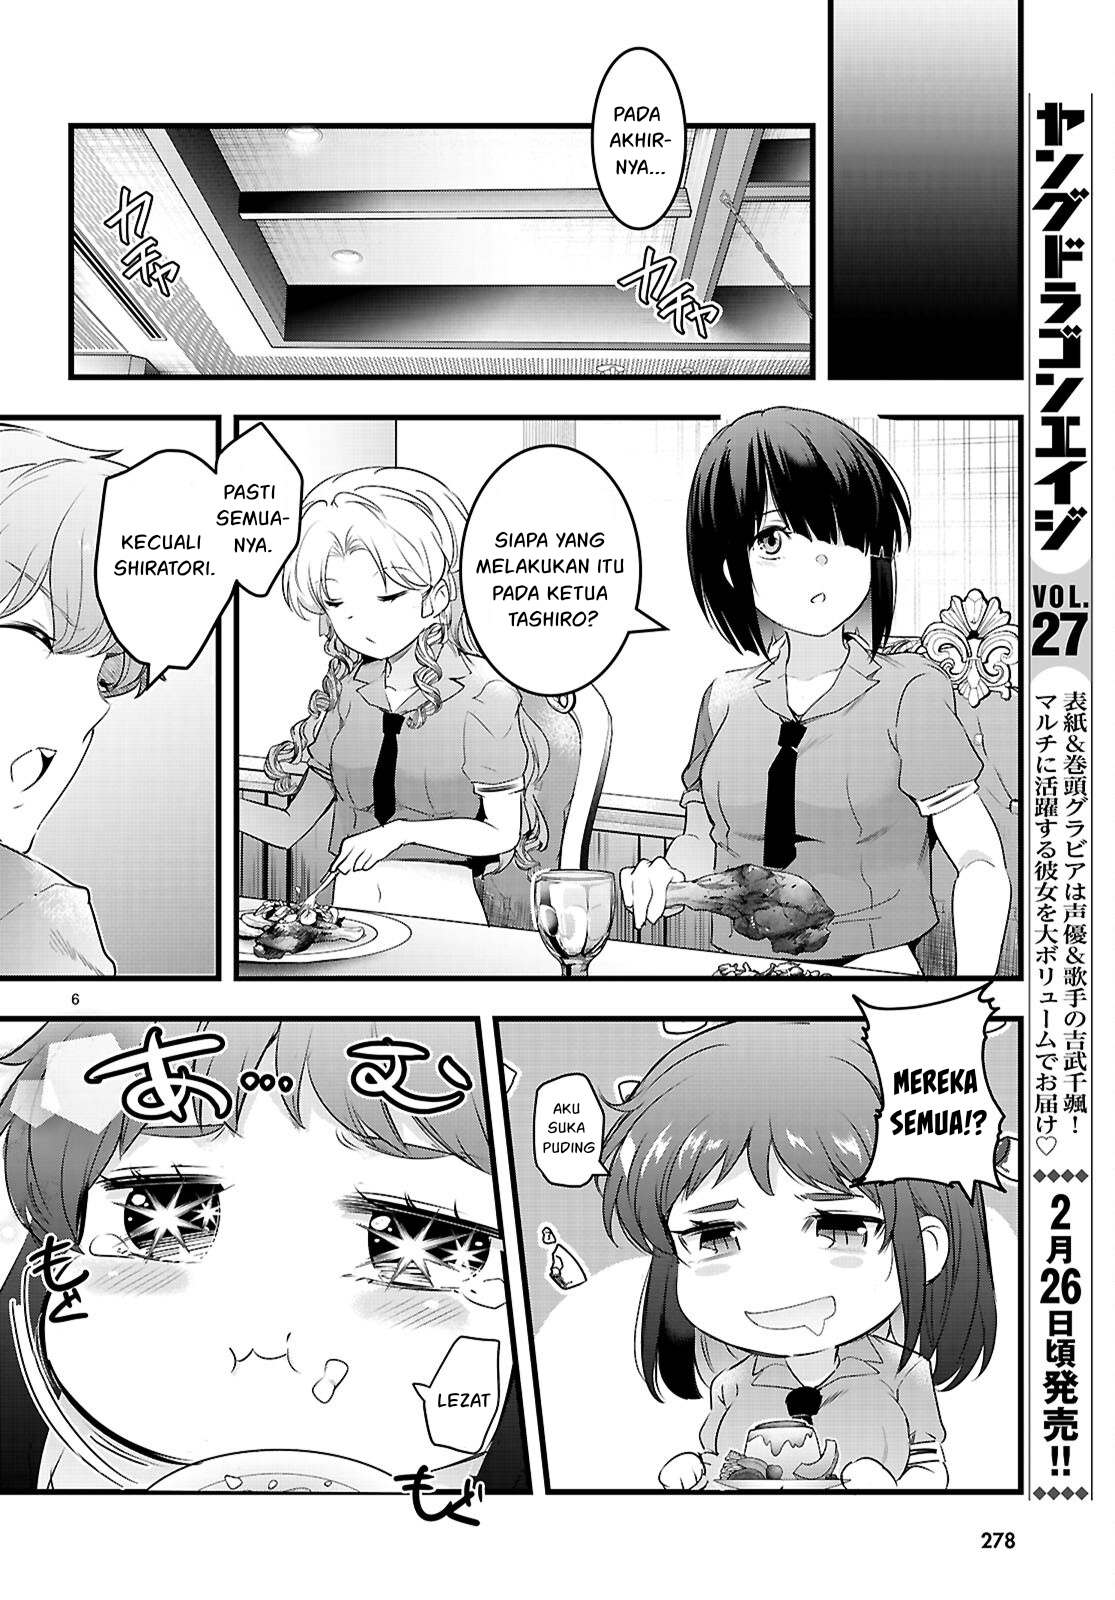 PADA
AKHIR-
NYA...
カチャ
カチャ
SIAPA YANG
MELAKUKAN ITU
PADA KETUA
TASHIRO?
PASTI
SEMUA-
NYA.
KECUALI
SHIRATORI.
6
MEREKA
SEMUA!?
AKU
SUKA
PUDING
あ...
む
もぐ
LEZAT
もぐ
278
ヤングドラゴンエイジ
VOL.
27
表紙&巻頭グラビアは声優&歌手の吉武千颯!
マルチに活躍する彼女を大ボリュームでお届け♡
2月26日頃発売!!